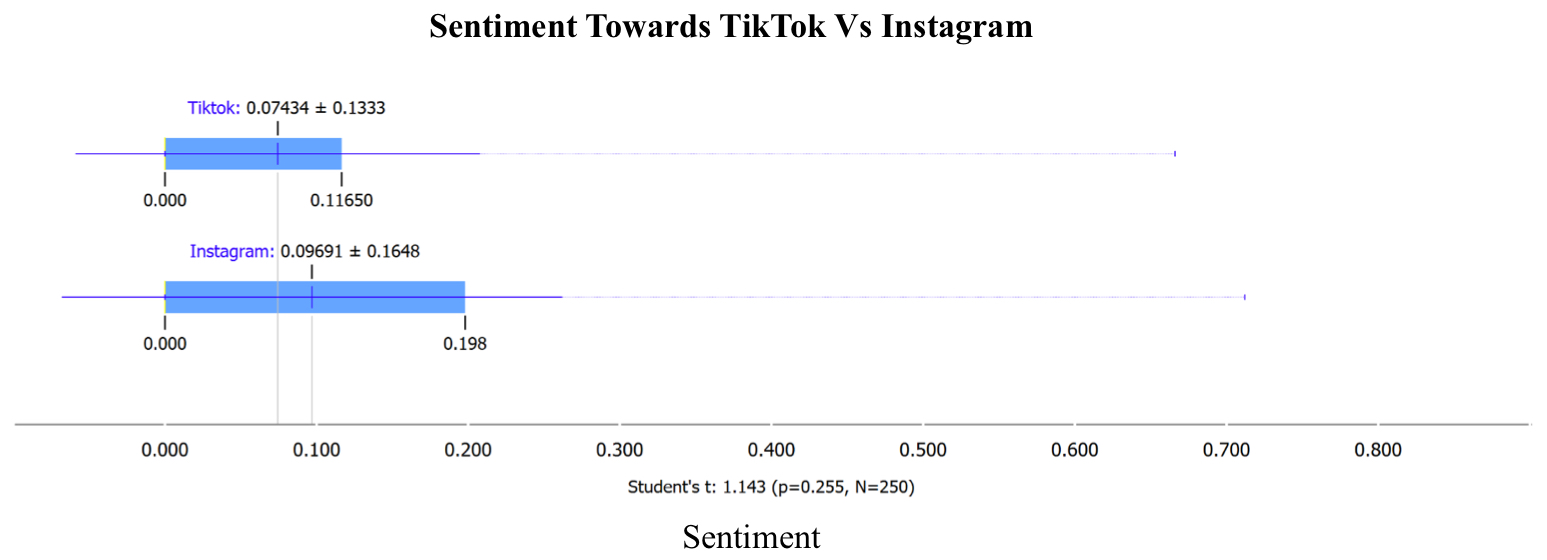 Sentiment Towards TikTok Vs Instagram
Tiktok: 0.07434 ± 0.1333
0.000 0.11650
Instagram: 0.09691 ± 0.1648
0.000 0.198
0.000 0.100 0.200 0.300 0.400 0.500 0.600 0.700 0.800
Student's t: 1.143 (p=0.255, N=250)
Sentiment